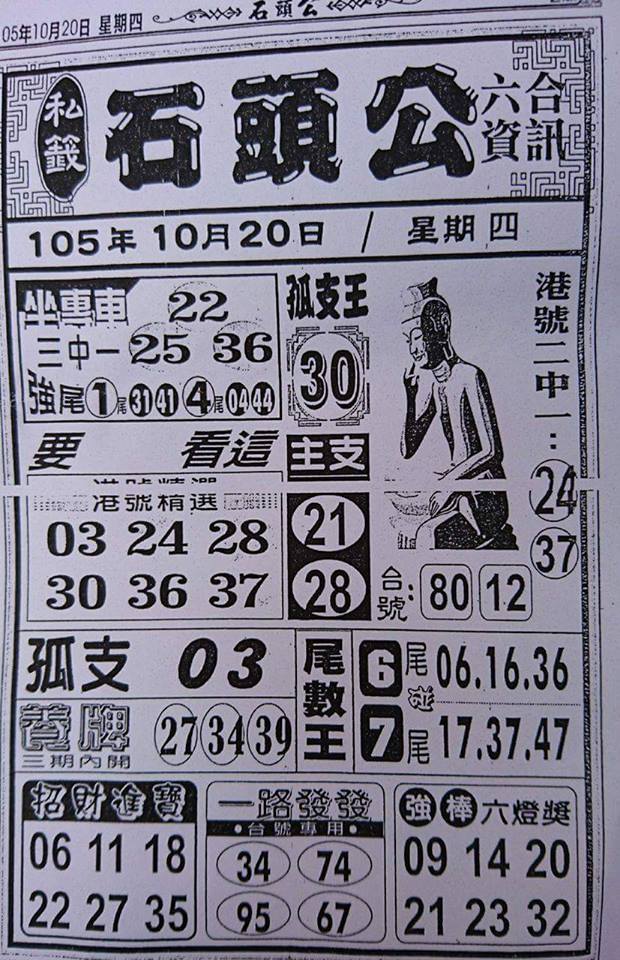 05年10月20日 星期四
石頭公
私籤
石頭公
六合
資訊
105年10月20日 / 星期四
坐專車 22
三中一 25 36
強尾 1尾 31 41 4尾 04 44
孤支王
30
港號二中一：
24
37
要 看這
主支
21
28
港號精選
03 24 28
30 36 37
台號： 80 12
孤支 03
養牌 27 34 39
三期內開
尾數王
6尾 06.16.36
碰
7尾 17.37.47
招財進寶
06 11 18
22 27 35
一路發發
•台號專用•
34 74
95 67
強棒六燈獎
09 14 20
21 23 32